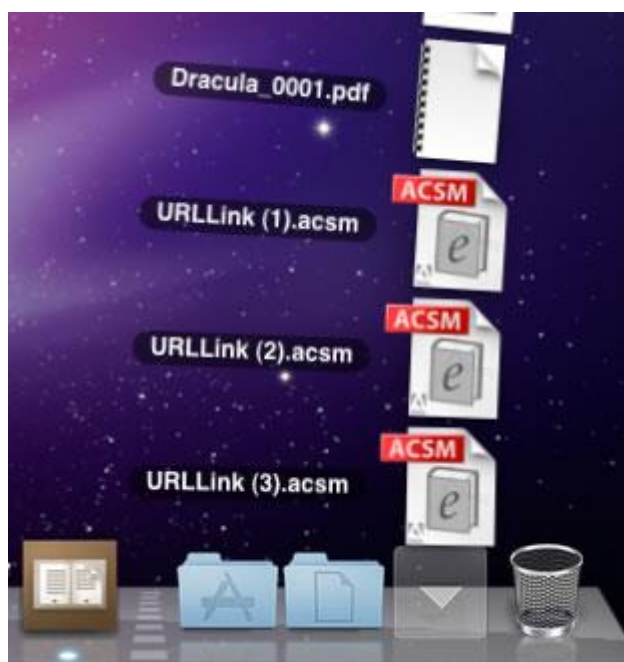 Dracula_0001.pdf
ACSM
URLLink (1).acsm
e
ACSM
URLLink (2).acsm
e
ACSM
URLLink (3).acsm
e